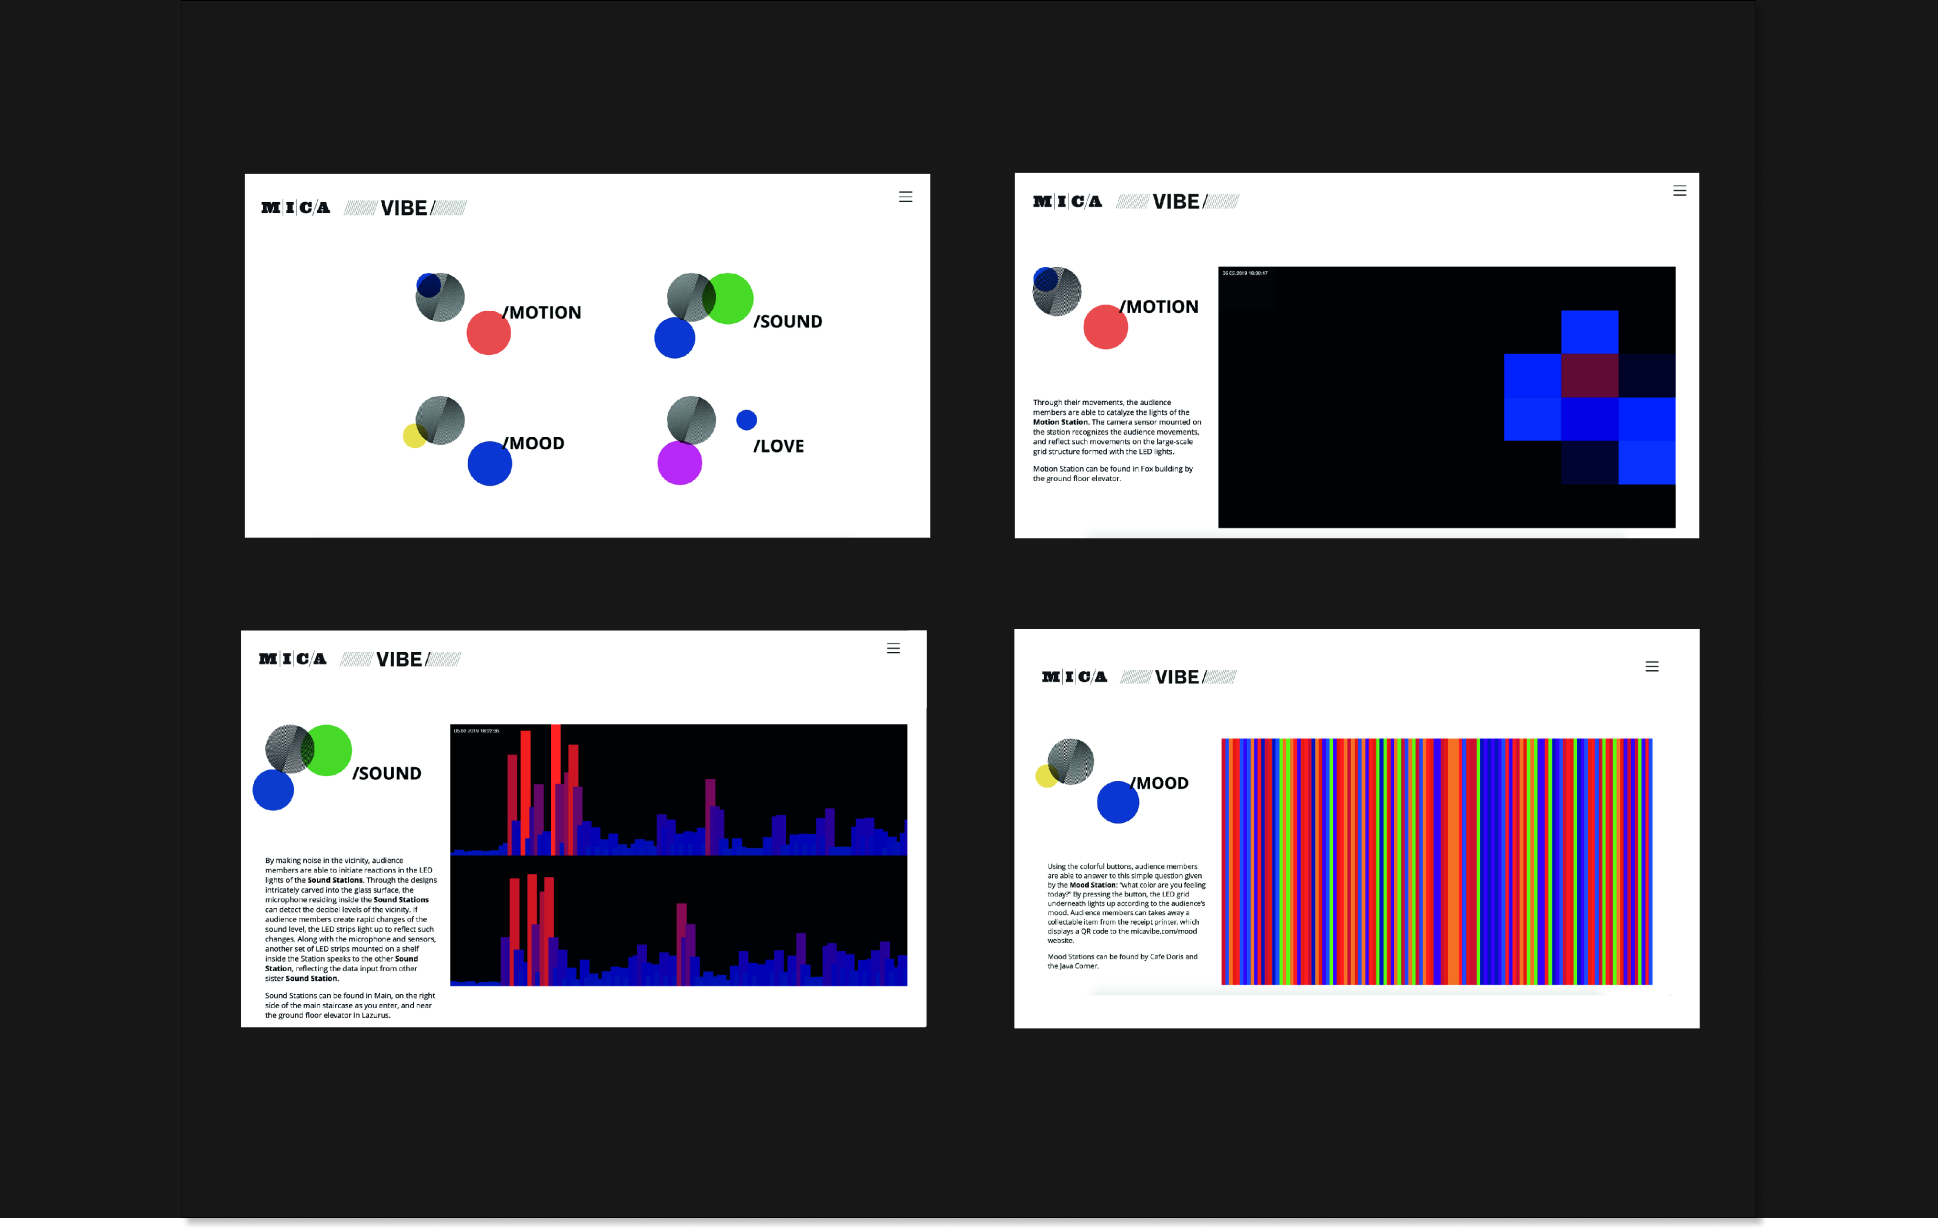 M|I|C/A VIBE/
/MOTION
/SOUND
/MOOD
/LOVE
M|I|C/A VIBE/
/MOTION
Through their movements, the audience
members are able to catalyze the lights of the
Motion Station. The camera sensor mounted on
the station recognizes the audience movements,
and reflect such movements on the large-scale
grid structure formed with the LED lights.
Motion Station can be found in Fox building by
the ground floor elevator.
M|I|C/A VIBE/
/SOUND
By making noise in the vicinity, audience
members are able to initiate reactions in the LED
lights of the Sound Stations. Through the designs
intricately carved into the glass surface, the
microphone residing inside the Sound Stations
can detect the decibel levels of the vicinity. If
audience members create rapid changes of the
sound level, the LED strips light up to reflect such
changes. Along with the microphone and sensors,
another set of LED strips mounted on a shelf
inside the Station speaks to the other Sound
Station, reflecting the data input from other
sister Sound Station.
Sound Stations can be found in Main, on the right
side of the main staircase as you enter, and near
the ground floor elevator in Lazurus.
M|I|C/A VIBE/
/MOOD
Using the colorful buttons, audience members
are able to answer to this simple question given
by the Mood Station: "what color are you feeling
today?" By pressing the button, the LED grid
underneath lights up according to the audience's
mood. Audience members can takes away a
collectable item from the receipt printer, which
displays a QR code to the micavibe.com/mood
website.
Mood Stations can be found by Cafe Doris and
the Java Corner.